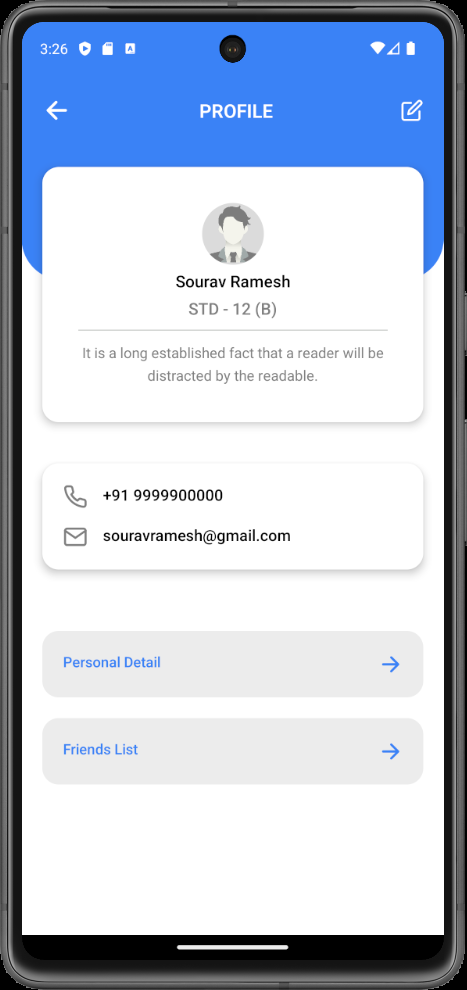 3:26
PROFILE
Sourav Ramesh
STD - 12 (B)
It is a long established fact that a reader will be
distracted by the readable.
+91 9999900000
souravramesh@gmail.com
Personal Detail
Friends List